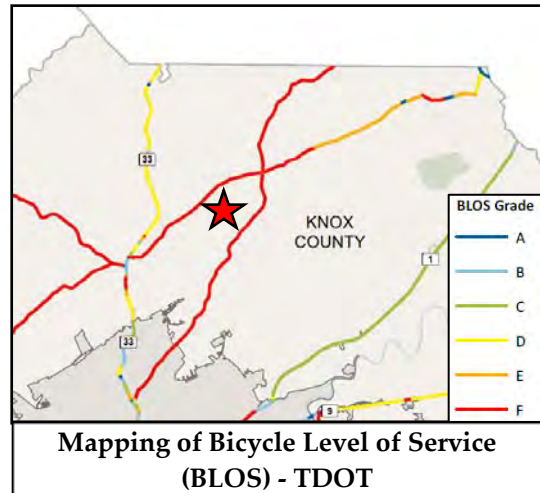 33
KNOX
COUNTY
1
33
9
BLOS Grade
A
B
C
D
E
F
Mapping of Bicycle Level of Service
(BLOS) - TDOT